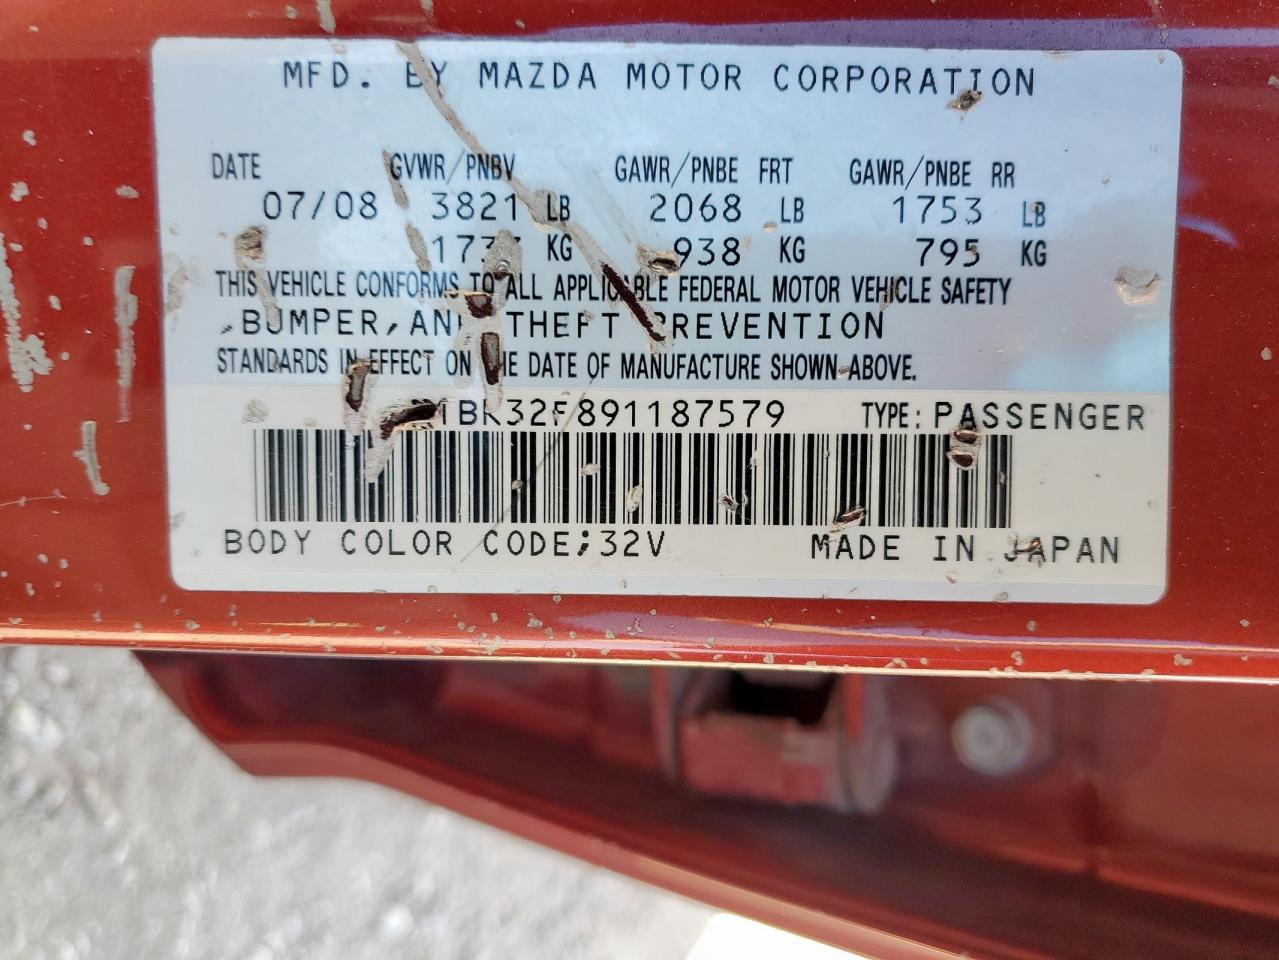 MFD. BY MAZDA MOTOR CORPORATION
DATE GVWR/PNBV GAWR/PNBE FRT GAWR/PNBE RR
07/08 3821 LB 2068 LB 1753 LB
KG 938 KG 795 KG
THIS VEHICLE CONFORMS TO ALL APPLICABLE FEDERAL MOTOR VEHICLE SAFETY
,BUMPER,AND THEFT PREVENTION
STANDARDS IN EFFECT ON THE DATE OF MANUFACTURE SHOWN ABOVE.
TYPE: PASSENGER
BODY COLOR CODE;32V MADE IN JAPAN